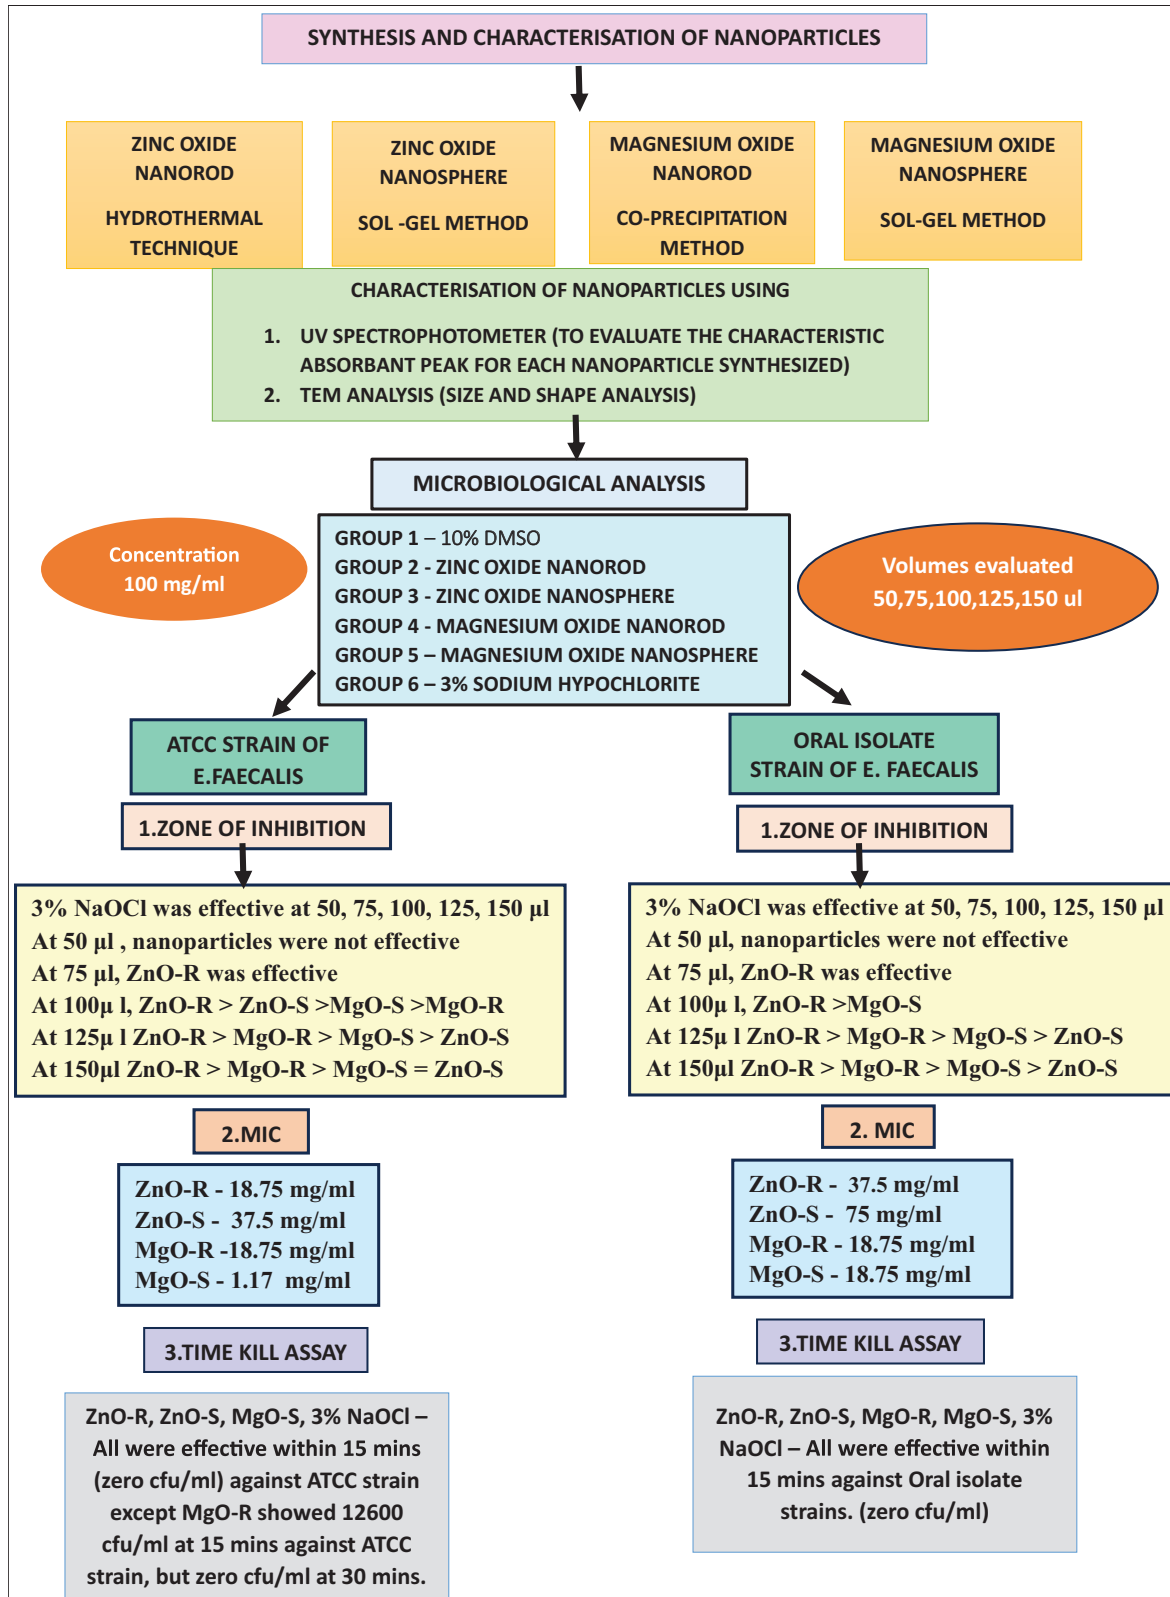 SYNTHESIS AND CHARACTERISATION OF NANOPARTICLES
ZINC OXIDE
NANOROD
HYDROTHERMAL
TECHNIQUE
ZINC OXIDE
NANOSPHERE
SOL -GEL METHOD
MAGNESIUM OXIDE
NANOROD
CO-PRECIPITATION
METHOD
MAGNESIUM OXIDE
NANOSPHERE
SOL-GEL METHOD
CHARACTERISATION OF NANOPARTICLES USING
1. UV SPECTROPHOTOMETER (TO EVALUATE THE CHARACTERISTIC
ABSORBANT PEAK FOR EACH NANOPARTICLE SYNTHESIZED)
2. TEM ANALYSIS (SIZE AND SHAPE ANALYSIS)
MICROBIOLOGICAL ANALYSIS
Concentration
100 mg/ml
GROUP 1 – 10% DMSO
GROUP 2 - ZINC OXIDE NANOROD
GROUP 3 - ZINC OXIDE NANOSPHERE
GROUP 4 - MAGNESIUM OXIDE NANOROD
GROUP 5 – MAGNESIUM OXIDE NANOSPHERE
GROUP 6 – 3% SODIUM HYPOCHLORITE
Volumes evaluated
50,75,100,125,150 ul
ATCC STRAIN OF
E.FAECALIS
1.ZONE OF INHIBITION
3% NaOCl was effective at 50, 75, 100, 125, 150 µl
At 50 µl , nanoparticles were not effective
At 75 µl, ZnO-R was effective
At 100µ l, ZnO-R > ZnO-S >MgO-S >MgO-R
At 125µ l ZnO-R > MgO-R > MgO-S > ZnO-S
At 150µl ZnO-R > MgO-R > MgO-S = ZnO-S
2.MIC
ZnO-R - 18.75 mg/ml
ZnO-S - 37.5 mg/ml
MgO-R -18.75 mg/ml
MgO-S - 1.17 mg/ml
3.TIME KILL ASSAY
ZnO-R, ZnO-S, MgO-S, 3% NaOCl –
All were effective within 15 mins
(zero cfu/ml) against ATCC strain
except MgO-R showed 12600
cfu/ml at 15 mins against ATCC
strain, but zero cfu/ml at 30 mins.
ORAL ISOLATE
STRAIN OF E. FAECALIS
1.ZONE OF INHIBITION
3% NaOCl was effective at 50, 75, 100, 125, 150 µl
At 50 µl, nanoparticles were not effective
At 75 µl, ZnO-R was effective
At 100µ l, ZnO-R >MgO-S
At 125µ l ZnO-R > MgO-R > MgO-S > ZnO-S
At 150µl ZnO-R > MgO-R > MgO-S > ZnO-S
2. MIC
ZnO-R - 37.5 mg/ml
ZnO-S - 75 mg/ml
MgO-R - 18.75 mg/ml
MgO-S - 18.75 mg/ml
3.TIME KILL ASSAY
ZnO-R, ZnO-S, MgO-R, MgO-S, 3%
NaOCl – All were effective within
15 mins against Oral isolate
strains. (zero cfu/ml)